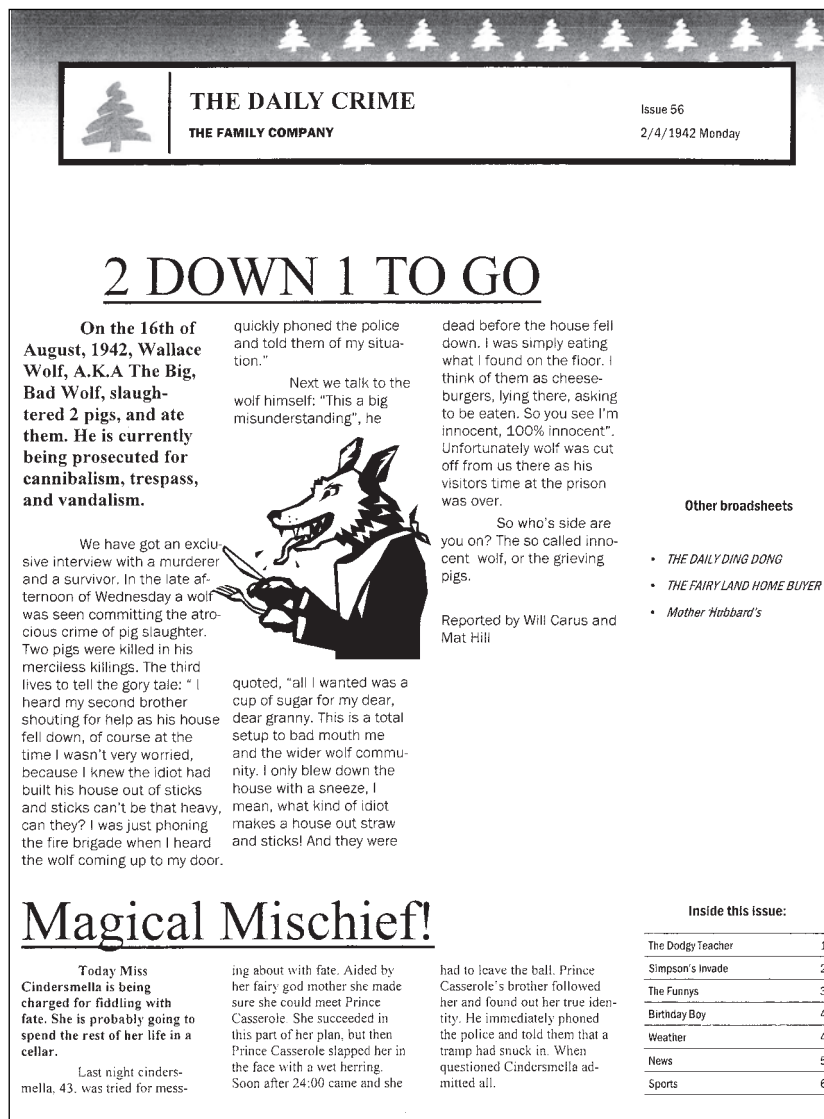 THE DAILY CRIME
THE FAMILY COMPANY
Issue 56
2/4/1942 Monday
2 DOWN 1 TO GO
On the 16th of
August, 1942, Wallace
Wolf, A.K.A The Big,
Bad Wolf, slaugh-
tered 2 pigs, and ate
them. He is currently
being prosecuted for
cannibalism, trespass,
and vandalism.
We have got an exclu-
sive interview with a murderer
and a survivor. In the late af-
ternoon of Wednesday a wolf
was seen committing the atro-
cious crime of pig slaughter.
Two pigs were killed in his
merciless killings. The third
lives to tell the gory tale: “ I
heard my second brother
shouting for help as his house
fell down, of course at the
time I wasn't very worried,
because I knew the idiot had
built his house out of sticks
and sticks can't be that heavy,
can they? I was just phoning
the fire brigade when I heard
the wolf coming up to my door.
quickly phoned the police
and told them of my situa-
tion.”
Next we talk to the
wolf himself: “This a big
misunderstanding”, he
quoted, “all I wanted was a
cup of sugar for my dear,
dear granny. This is a total
setup to bad mouth me
and the wider wolf commu-
nity. I only blew down the
house with a sneeze, I
mean, what kind of idiot
makes a house out straw
and sticks! And they were
dead before the house fell
down. I was simply eating
what I found on the floor. I
think of them as cheese-
burgers, lying there, asking
to be eaten. So you see I'm
innocent, 100% innocent”.
Unfortunately wolf was cut
off from us there as his
visitors time at the prison
was over.
So who's side are
you on? The so called inno-
cent wolf, or the grieving
pigs.
Reported by Will Carus and
Mat Hill
Other broadsheets
• THE DAILY DING DONG
• THE FAIRY LAND HOME BUYER
• Mother 'Hubbard's
Magical Mischief!
Today Miss
Cindersmella is being
charged for fiddling with
fate. She is probably going to
spend the rest of her life in a
cellar.
Last night cinders-
mella, 43, was tried for mess-
ing about with fate. Aided by
her fairy god mother she made
sure she could meet Prince
Casserole. She succeeded in
this part of her plan, but then
Prince Casserole slapped her in
the face with a wet herring.
Soon after 24:00 came and she
had to leave the ball. Prince
Casserole's brother followed
her and found out her true iden-
tity. He immediately phoned
the police and told them that a
tramp had snuck in. When
questioned Cindersmella ad-
mitted all.
Inside this issue:
The Dodgy Teacher 1
Simpson's Invade 2
The Funnys 3
Birthday Boy 4
Weather 4
News 5
Sports 6